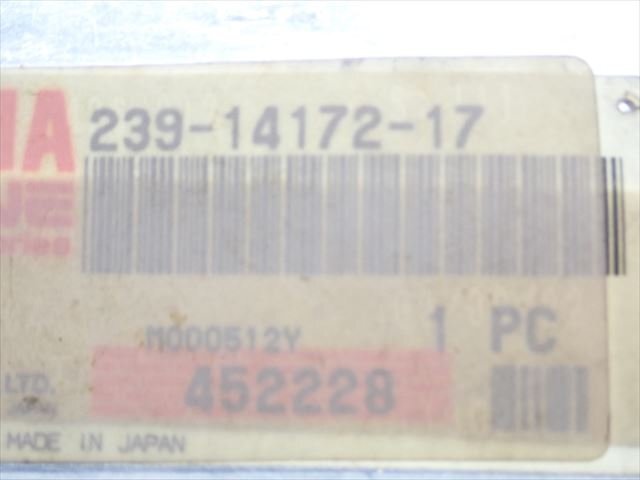 239-14172-17
M000512Y
1 PC
452228
LTD.
MADE IN JAPAN